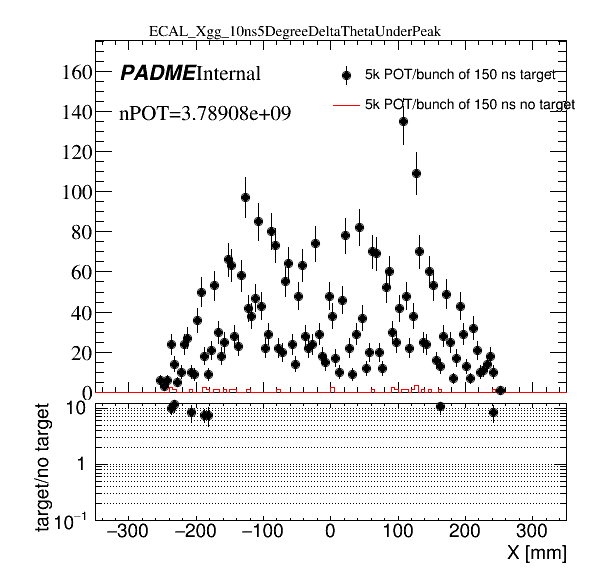 ECAL_Xgg_10ns5DegreeDeltaThetaUnderPeak
PADME Internal
5k POT/bunch of 150 ns target
5k POT/bunch of 150 ns no target
nPOT=3.78908e+09
160
140
120
100
80
60
40
20
0
target/no target
10
1
10⁻¹
−300 −200 −100 0 100 200 300
X [mm]